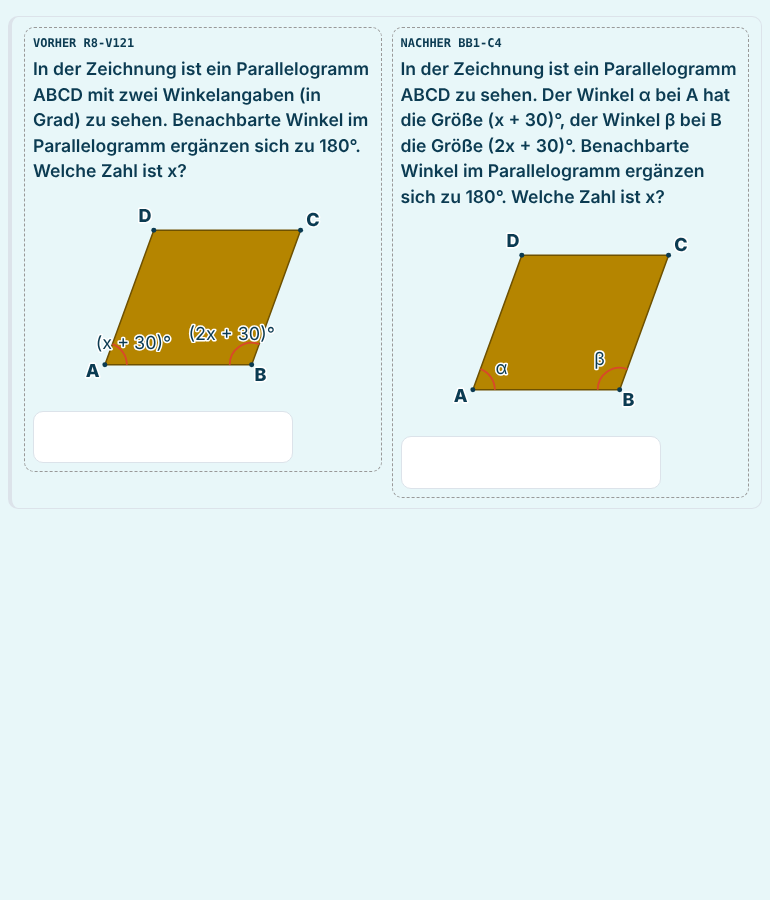 VORHER R8-V121
In der Zeichnung ist ein Parallelogramm
ABCD mit zwei Winkelangaben (in
Grad) zu sehen. Benachbarte Winkel im
Parallelogramm ergänzen sich zu 180°.
Welche Zahl ist x?
D
C
(x + 30)°
(2x + 30)°
A
B
NACHHER BB1-C4
In der Zeichnung ist ein Parallelogramm
ABCD zu sehen. Der Winkel α bei A hat
die Größe (x + 30)°, der Winkel β bei B
die Größe (2x + 30)°. Benachbarte
Winkel im Parallelogramm ergänzen
sich zu 180°. Welche Zahl ist x?
D
C
α
β
A
B